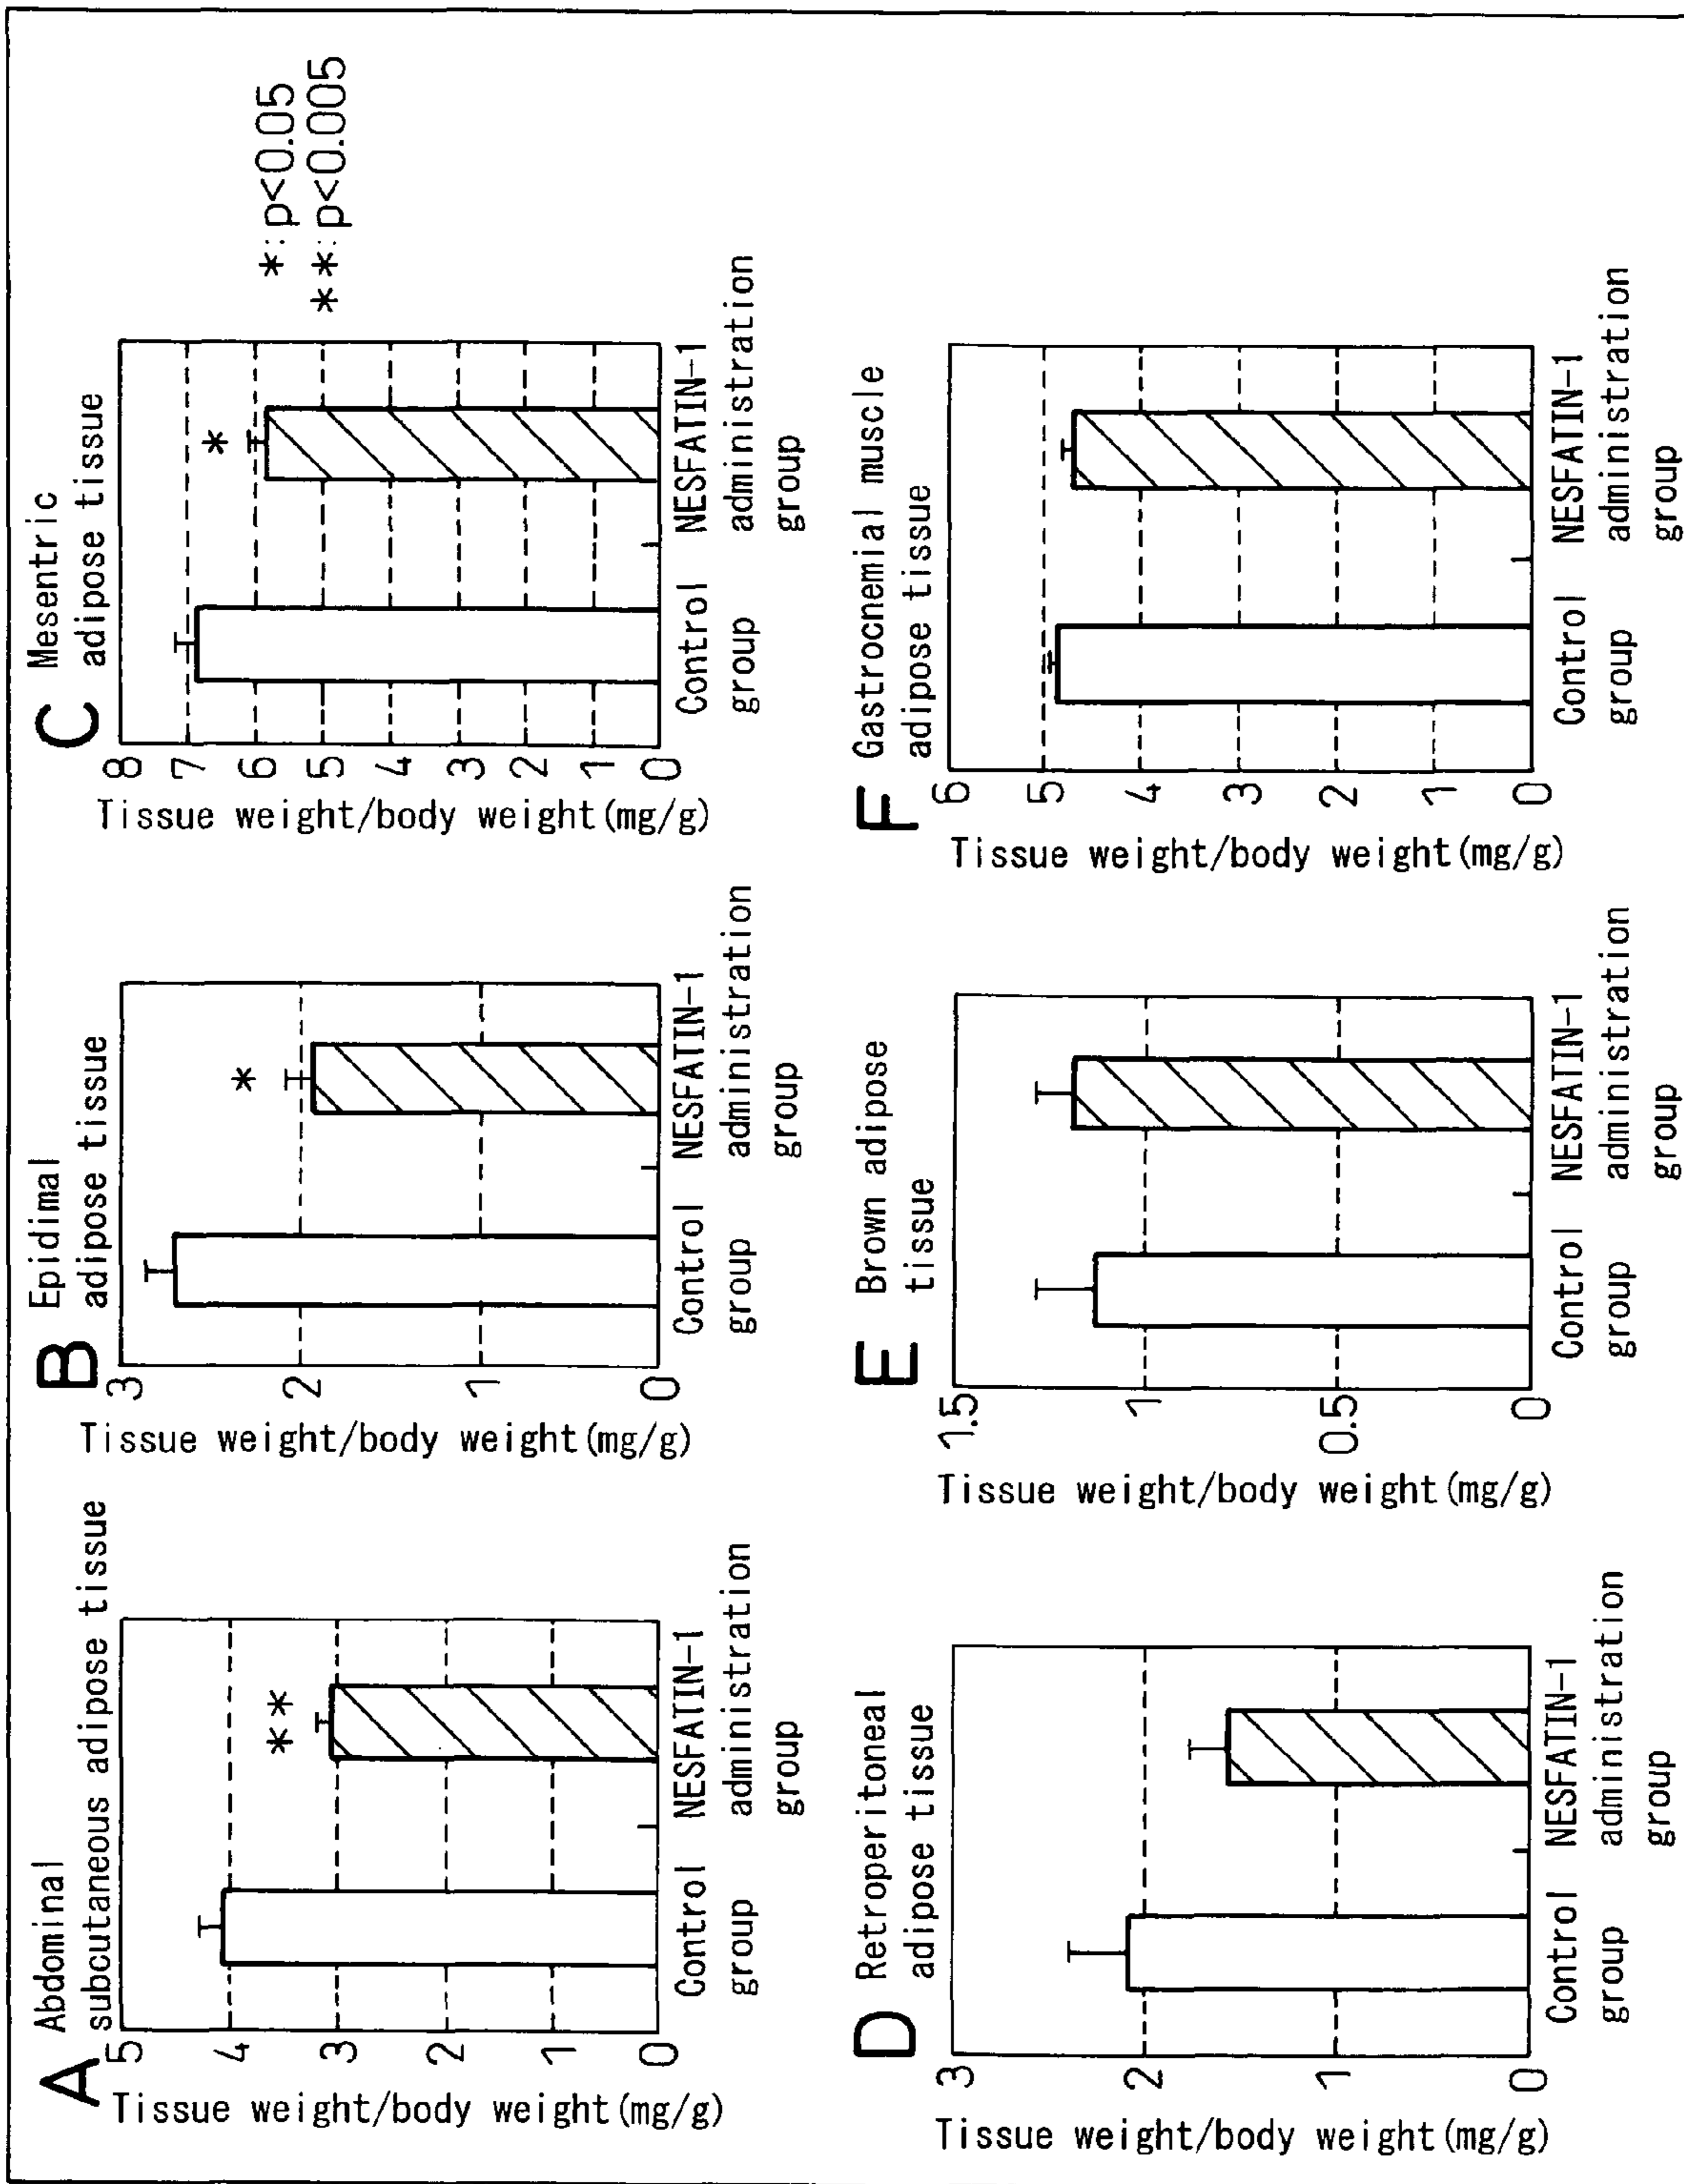 A
Abdominal
subcutaneous adipose tissue
Tissue weight/body weight(mg/g)
5
4
3
2
1
0
**
Control
group
NESFATIN-1
administration
group
B
Epidimal
adipose tissue
Tissue weight/body weight(mg/g)
3
2
1
0
*
Control
group
NESFATIN-1
administration
group
C
Mesentric
adipose tissue
Tissue weight/body weight(mg/g)
8
7
6
5
4
3
2
1
0
*
Control
group
NESFATIN-1
administration
group
*:p<0.05
**:p<0.005
D
Retroperitoneal
adipose tissue
Tissue weight/body weight(mg/g)
3
2
1
0
Control
group
NESFATIN-1
administration
group
E
Brown adipose
tissue
Tissue weight/body weight(mg/g)
1.5
1
0.5
0
Control
group
NESFATIN-1
administration
group
F
Gastrocnemial muscle
adipose tissue
Tissue weight/body weight(mg/g)
6
5
4
3
2
1
0
Control
group
NESFATIN-1
administration
group